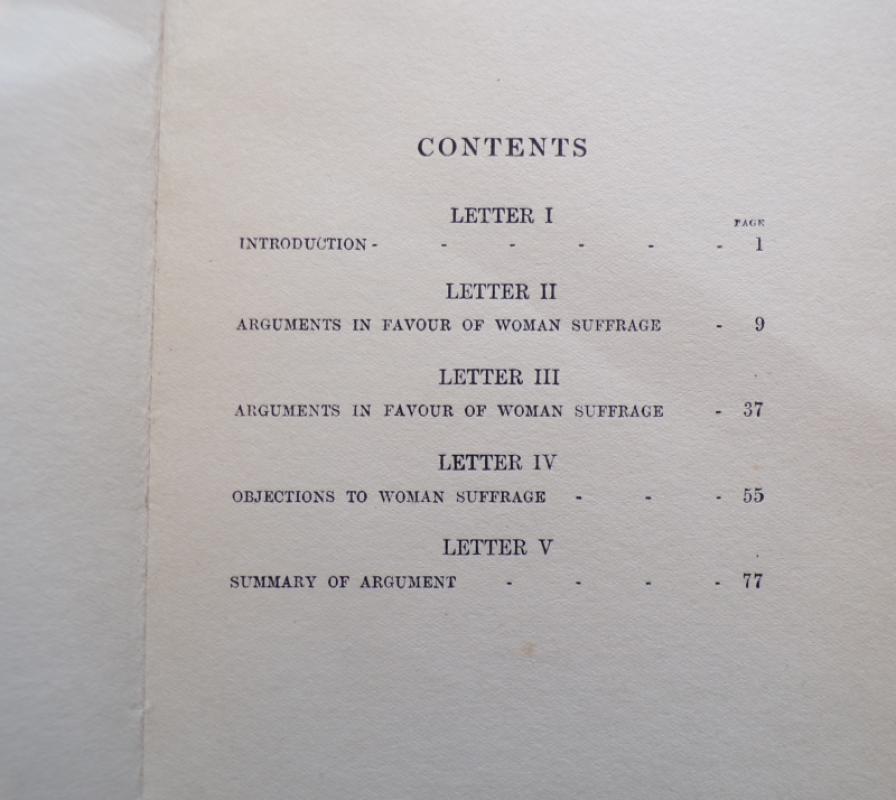 CONTENTS
LETTER I
PAGE
INTRODUCTION - - - - - - 1
LETTER II
ARGUMENTS IN FAVOUR OF WOMAN SUFFRAGE - 9
LETTER III
ARGUMENTS IN FAVOUR OF WOMAN SUFFRAGE - 37
LETTER IV
OBJECTIONS TO WOMAN SUFFRAGE - - - 55
LETTER V
SUMMARY OF ARGUMENT - - - - 77